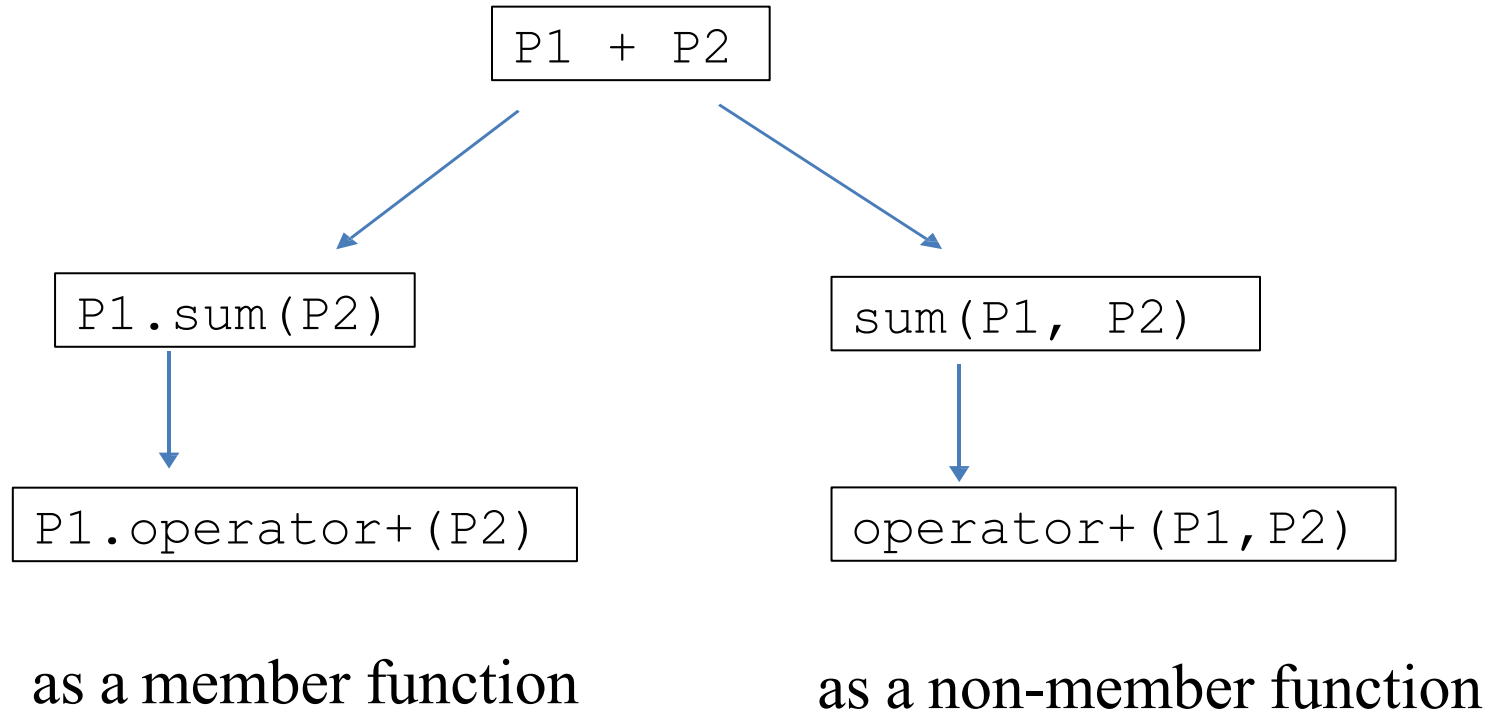 P1 + P2
P1.sum(P2)
sum(P1, P2)
P1.operator+(P2)
operator+(P1,P2)
as a member function
as a non-member function